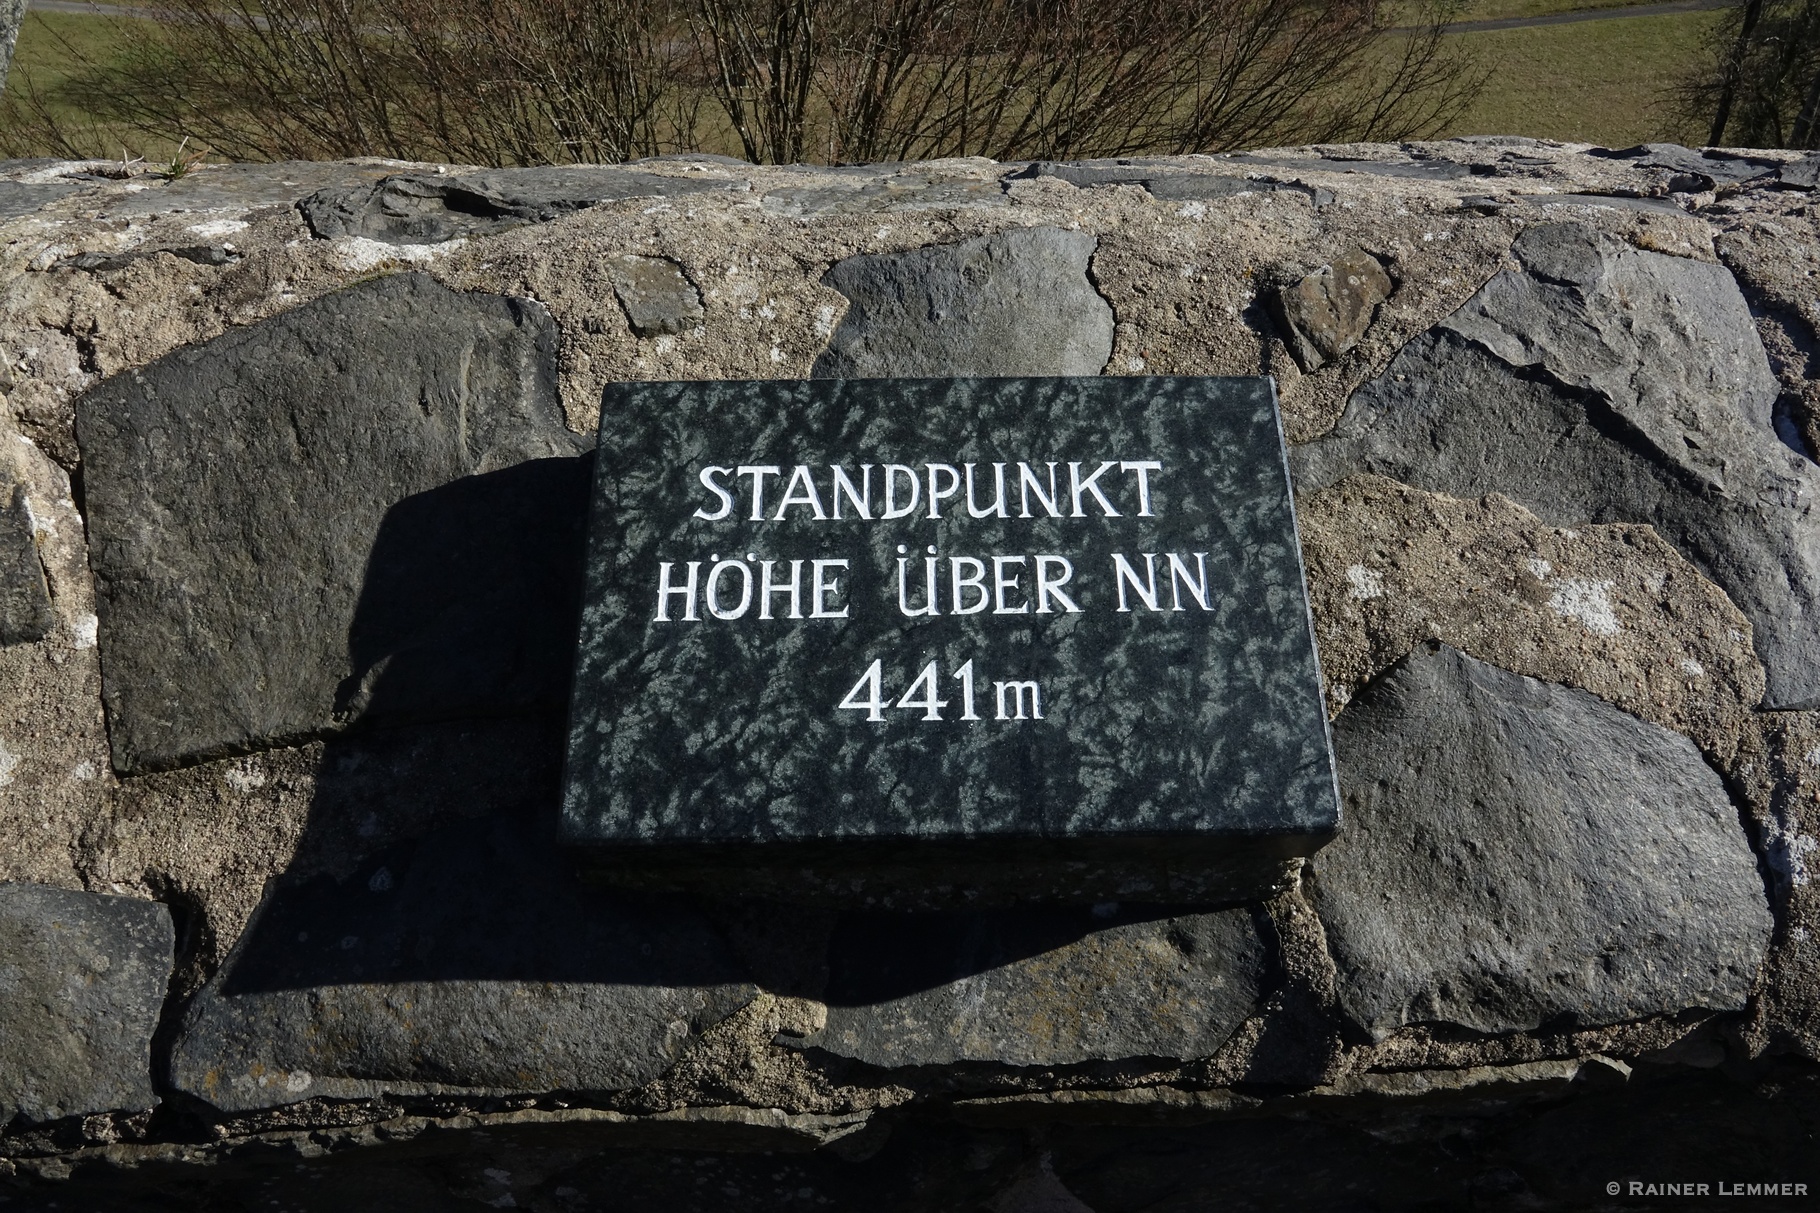 STANDPUNKT
HÖHE ÜBER NN
441m
© RAINER LEMMER